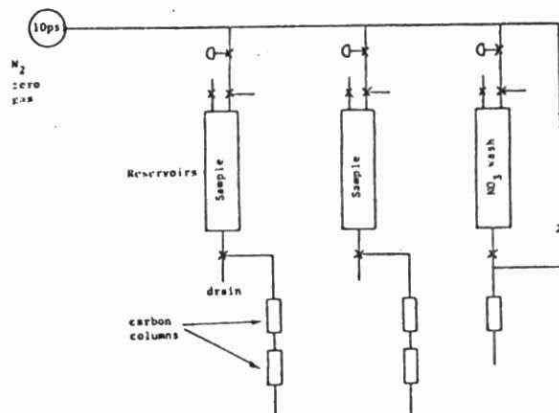 10ps
N2
zero
gas
Reservoirs
Sample
Sample
NO3 wash
drain
carbon
columns